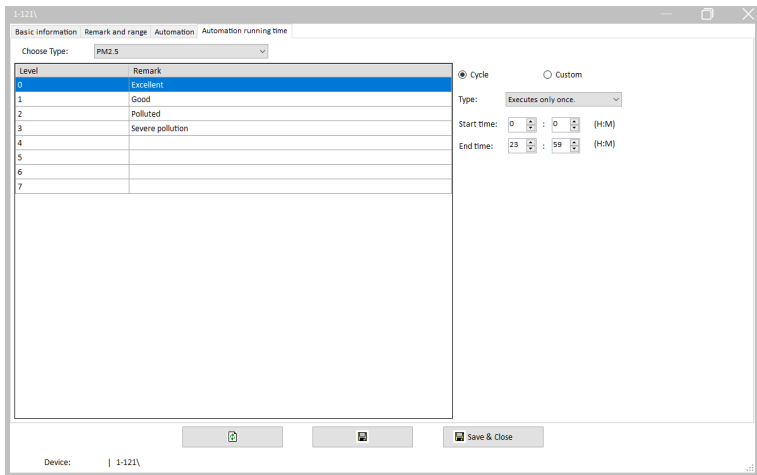 1-121\
Basic information Remark and range Automation Automation running time
Choose Type: PM2.5
Level Remark
0 Excellent
1 Good
2 Polluted
3 Severe pollution
4
5
6
7
Cycle Custom
Type: Executes only once.
Start time: 0 : 0 (H:M)
End time: 23 : 59 (H:M)
Save & Close
Device: | 1-121\